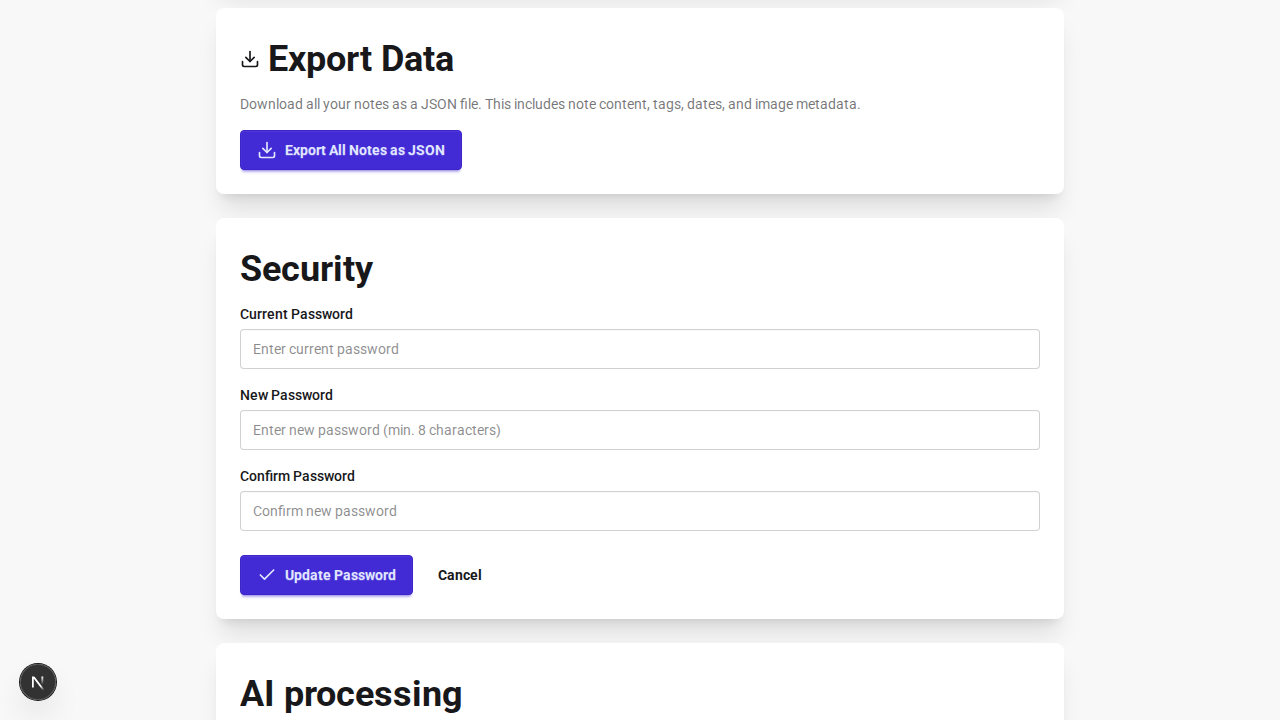 Export Data
Download all your notes as a JSON file. This includes note content, tags, dates, and image metadata.
Export All Notes as JSON
Security
Current Password
Enter current password
New Password
Enter new password (min. 8 characters)
Confirm Password
Confirm new password
Update Password Cancel
N
AI processing